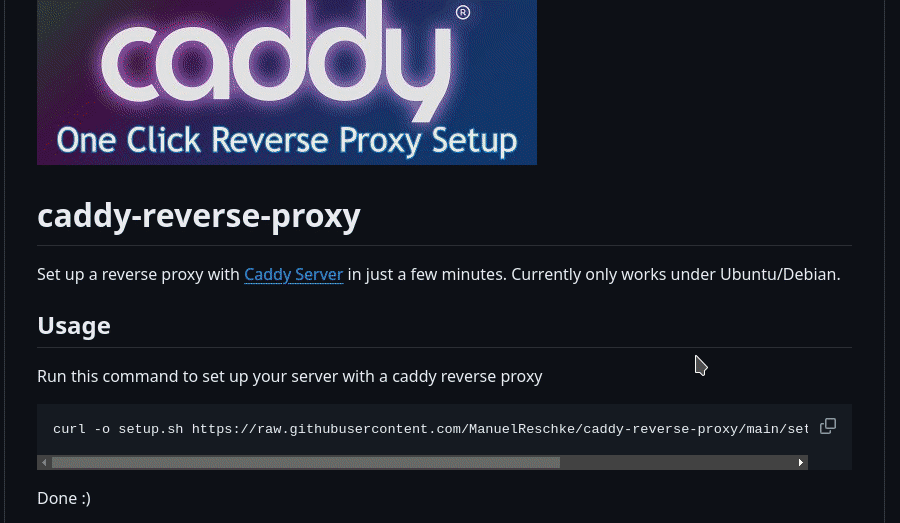 caddy®
One Click Reverse Proxy Setup
caddy-reverse-proxy
Set up a reverse proxy with Caddy Server in just a few minutes. Currently only works under Ubuntu/Debian.
Usage
Run this command to set up your server with a caddy reverse proxy
curl -o setup.sh https://raw.githubusercontent.com/ManuelReschke/caddy-reverse-proxy/main/set
Done :)